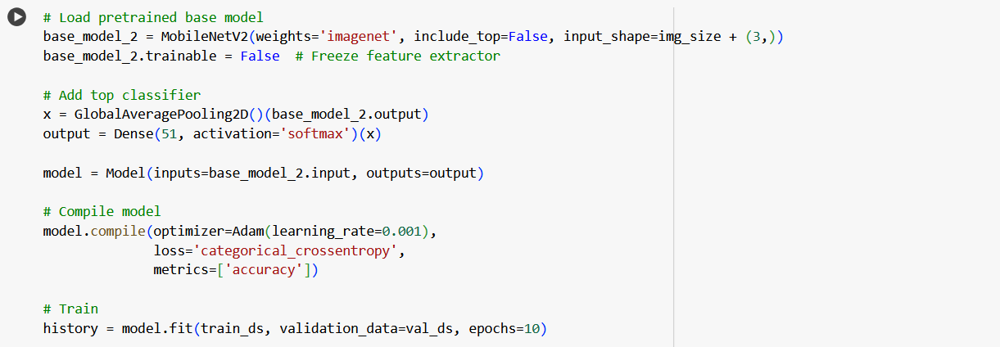 # Load pretrained base model
base_model_2 = MobileNetV2(weights='imagenet', include_top=False, input_shape=img_size + (3,))
base_model_2.trainable = False  # Freeze feature extractor
# Add top classifier
x = GlobalAveragePooling2D()(base_model_2.output)
output = Dense(51, activation='softmax')(x)
model = Model(inputs=base_model_2.input, outputs=output)
# Compile model
model.compile(optimizer=Adam(learning_rate=0.001),
              loss='categorical_crossentropy',
              metrics=['accuracy'])
# Train
history = model.fit(train_ds, validation_data=val_ds, epochs=10)